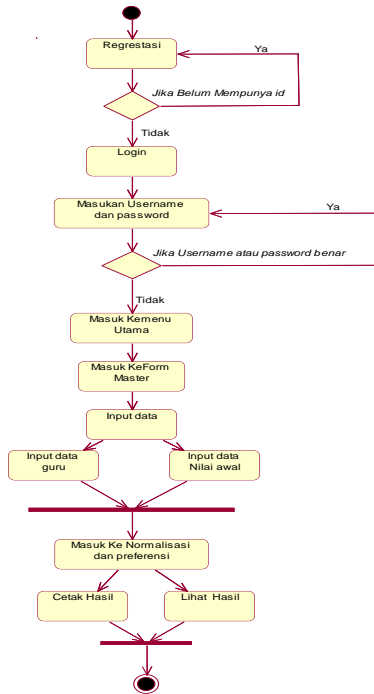 Regrestasi
Ya
Jika Belum Mempunya id
Tidak
Login
Masukan Username
dan password
Ya
Jika Username atau password benar
Tidak
Masuk Kemenu
Utama
Masuk KeForm
Master
Input data
Input data
guru
Input data
Nilai awal
Masuk Ke Normalisasi
dan preferensi
Cetak Hasil
Lihat Hasil